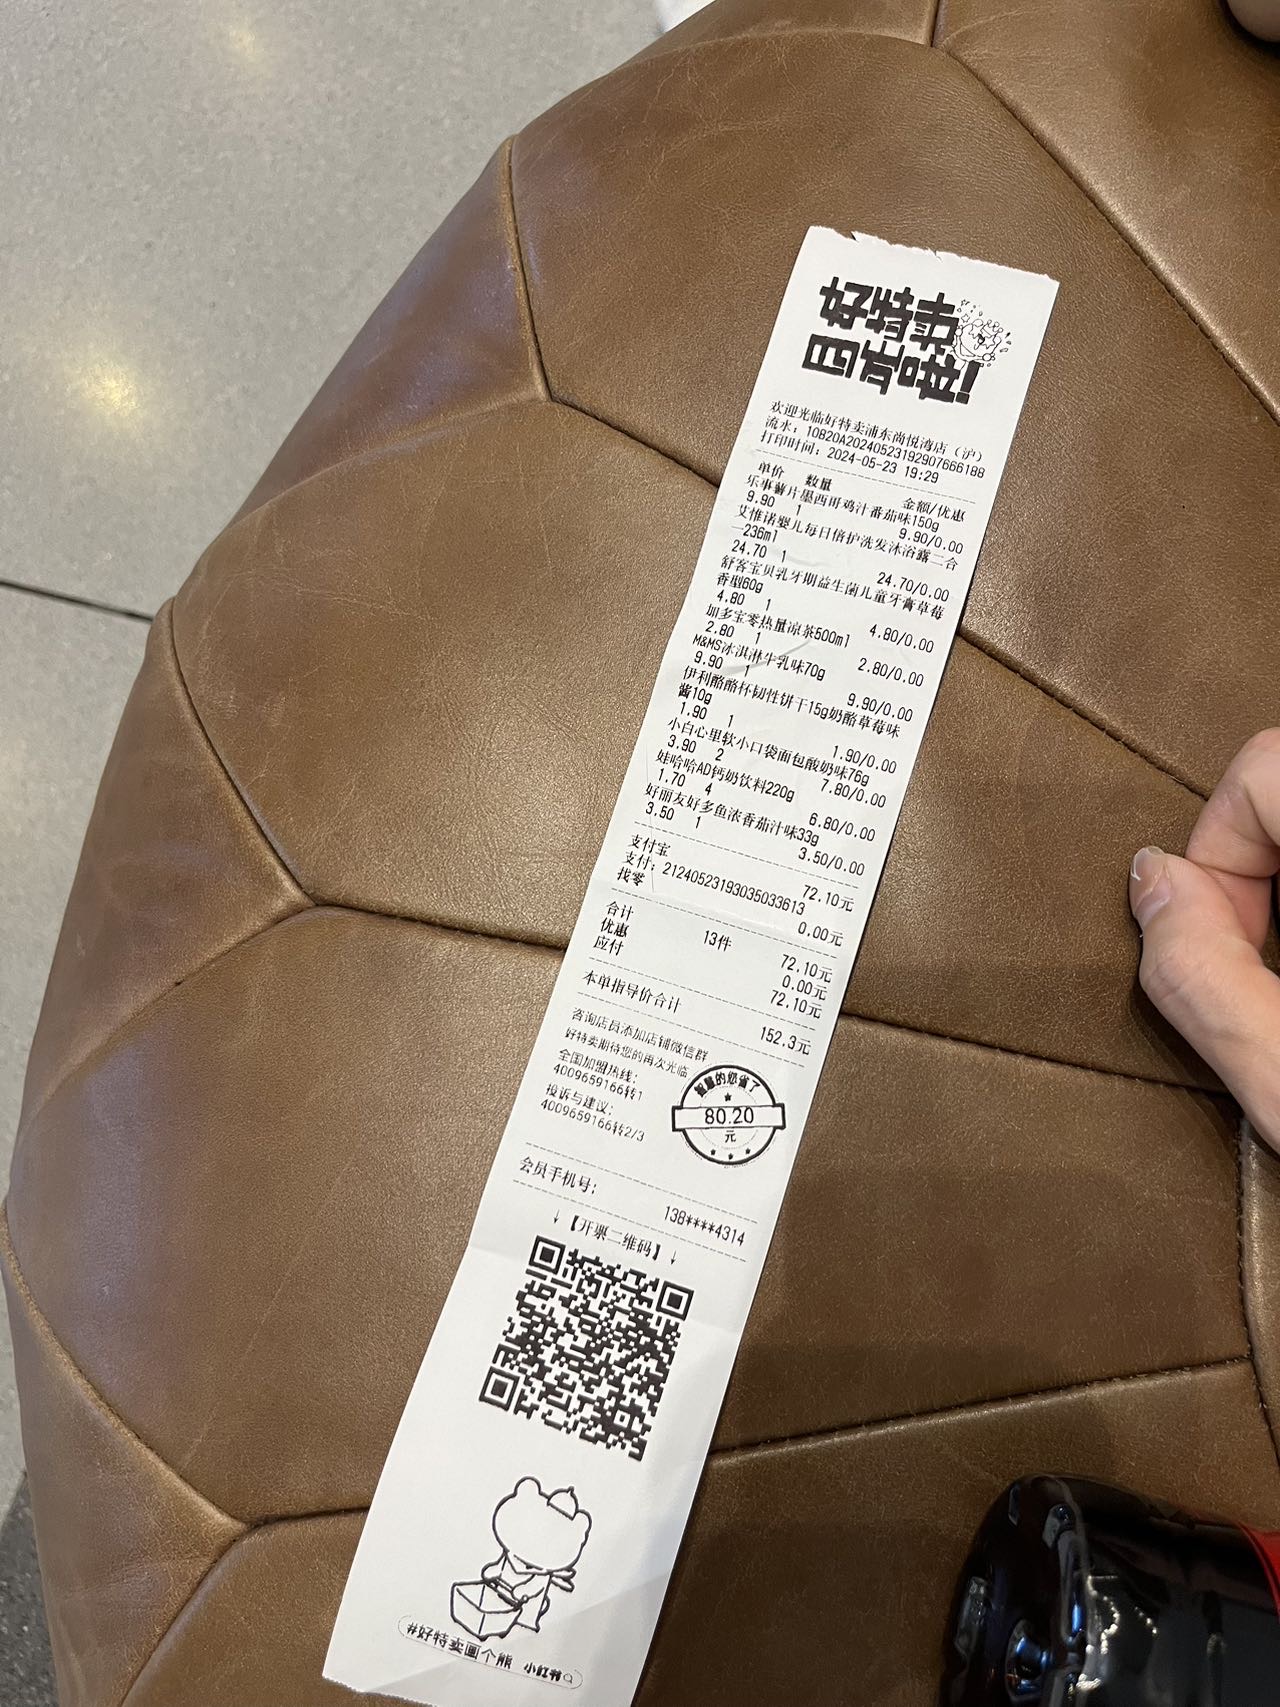 好特卖
目标哇!
欢迎光临好特卖浦东尚悦湾店（沪）
流水：10820A20240523192907666188
打印时间：2024-05-23 19:29
单价 数量 金额/优惠
乐事薯片墨西哥鸡汁番茄味150g
9.90 1 9.90/0.00
艾惟诺婴儿每日倍护洗发沐浴露二合
一236ml
24.70 1 24.70/0.00
舒客宝贝乳牙期益生菌儿童牙膏草莓
香型60g
4.80 1 4.80/0.00
加多宝零热量凉茶500ml
2.80 1 2.80/0.00
M&MS冰淇淋牛乳味70g
9.90 1 9.90/0.00
伊利酪酪杯韧性饼干15g奶酪草莓味
酱10g
1.90 1 1.90/0.00
小白心里软小口袋面包酸奶味76g
3.90 2 7.80/0.00
娃哈哈AD钙奶饮料220g
1.70 4 6.80/0.00
好丽友好多鱼浓香茄汁味33g
3.50 1 3.50/0.00
支付宝 72.10元
支付：21240523193035033613
找零 0.00元
合计 13件 72.10元
优惠 0.00元
应付 72.10元
本单指导价合计 152.3元
咨询店员添加店铺微信群
好特卖期待您的再次光临
全国加盟热线：
4009659166转1
投诉与建议：
4009659166转2/3
智慧的您省了
80.20
元
会员手机号： 138****4314
↓【开票二维码】↓
#好特卖画个熊 小红书